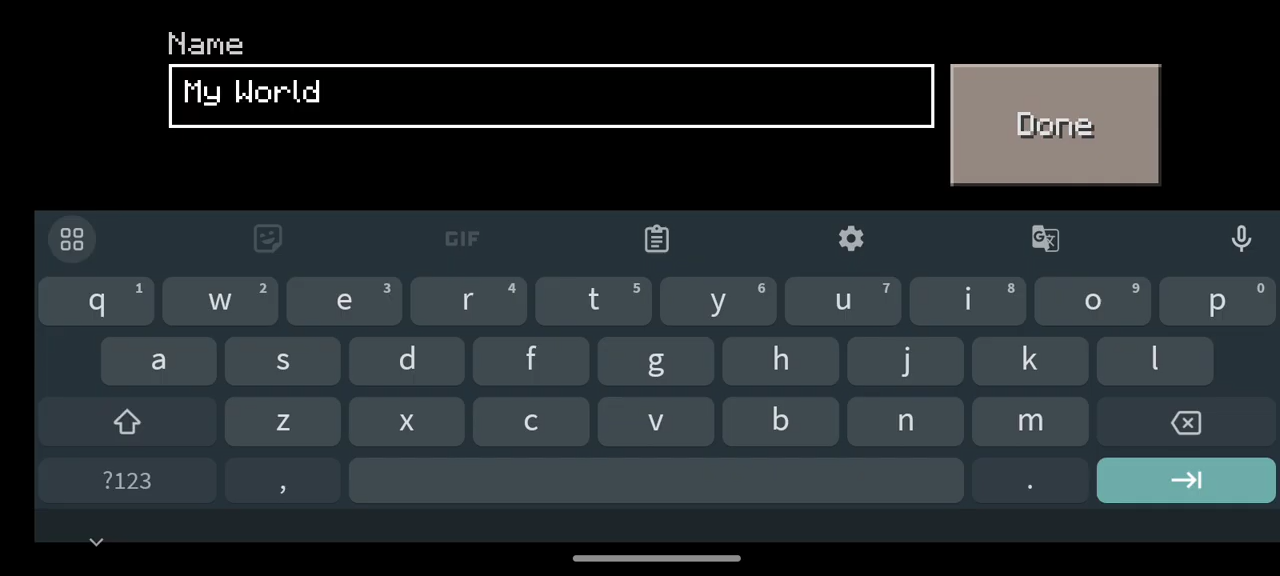 Name
My World
Done
GIF
q 1 w 2 e 3 r 4 t 5 y 6 u 7 i 8 o 9 p 0
a s d f g h j k l
z x c v b n m
?123 , .